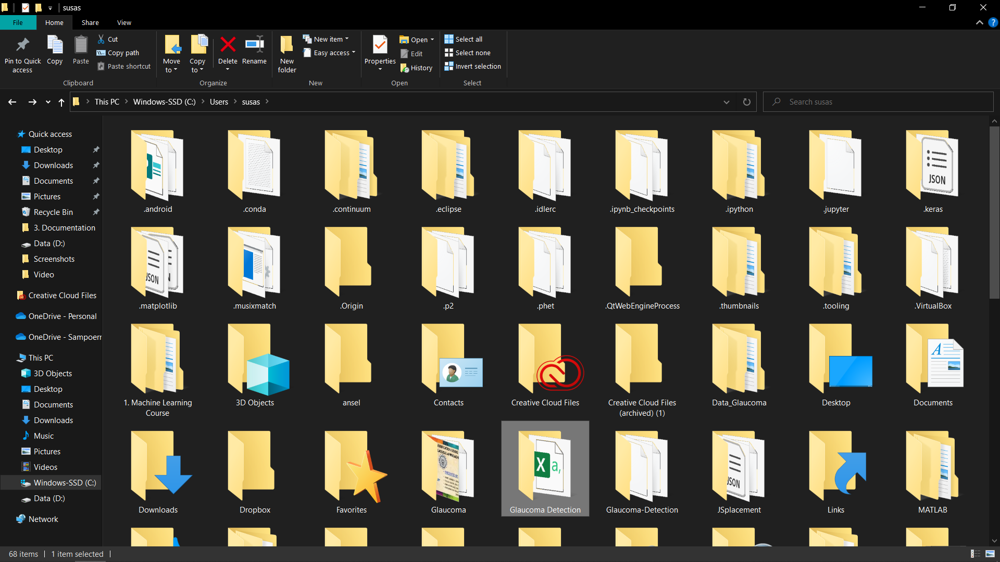 susas
File
Home
Share
View
Pin to Quick access
Copy
Paste
Cut
Copy path
Paste shortcut
Clipboard
Move to
Copy to
Delete
Rename
Organize
New folder
New item
Easy access
New
Properties
Open
Edit
History
Open
Select all
Select none
Invert selection
Select
This PC
Windows-SSD (C:)
Users
susas
Search susas
Quick access
Desktop
Downloads
Documents
Pictures
Recycle Bin
3. Documentation
Data (D:)
Screenshots
Video
Creative Cloud Files
OneDrive - Personal
OneDrive - Sampoer
This PC
3D Objects
Desktop
Documents
Downloads
Music
Pictures
Videos
Windows-SSD (C:)
Data (D:)
Network
JSON
.android
.conda
.continuum
.eclipse
.idlerc
.ipynb_checkpoints
.ipython
.jupyter
.keras
JSON
.matplotlib
.musixmatch
.Origin
.p2
.phet
.QtWebEngineProcess
.thumbnails
.tooling
.VirtualBox
A
1. Machine Learning Course
3D Objects
ansel
Contacts
Creative Cloud Files
Creative Cloud Files (archived) (1)
Data_Glaucoma
Desktop
Documents
X a,
JSON
Downloads
Dropbox
Favorites
Glaucoma
Glaucoma Detection
Glaucoma-Detection
JSplacement
Links
MATLAB
68 items
1 item selected